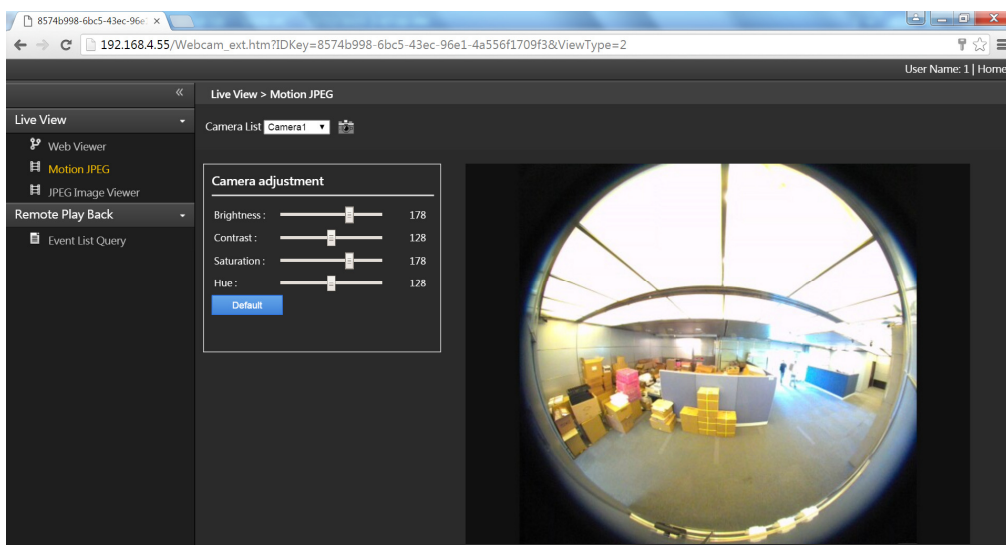 8574b998-6bc5-43ec-96e
192.168.4.55/Webcam_ext.htm?IDKey=8574b998-6bc5-43ec-96e1-4a556f1709f3&ViewType=2
User Name: 1 | Home
Live View > Motion JPEG
Live View
Camera List Camera1
Web Viewer
Motion JPEG
JPEG Image Viewer
Remote Play Back
Event List Query
Camera adjustment
Brightness : 178
Contrast : 128
Saturation : 178
Hue : 128
Default